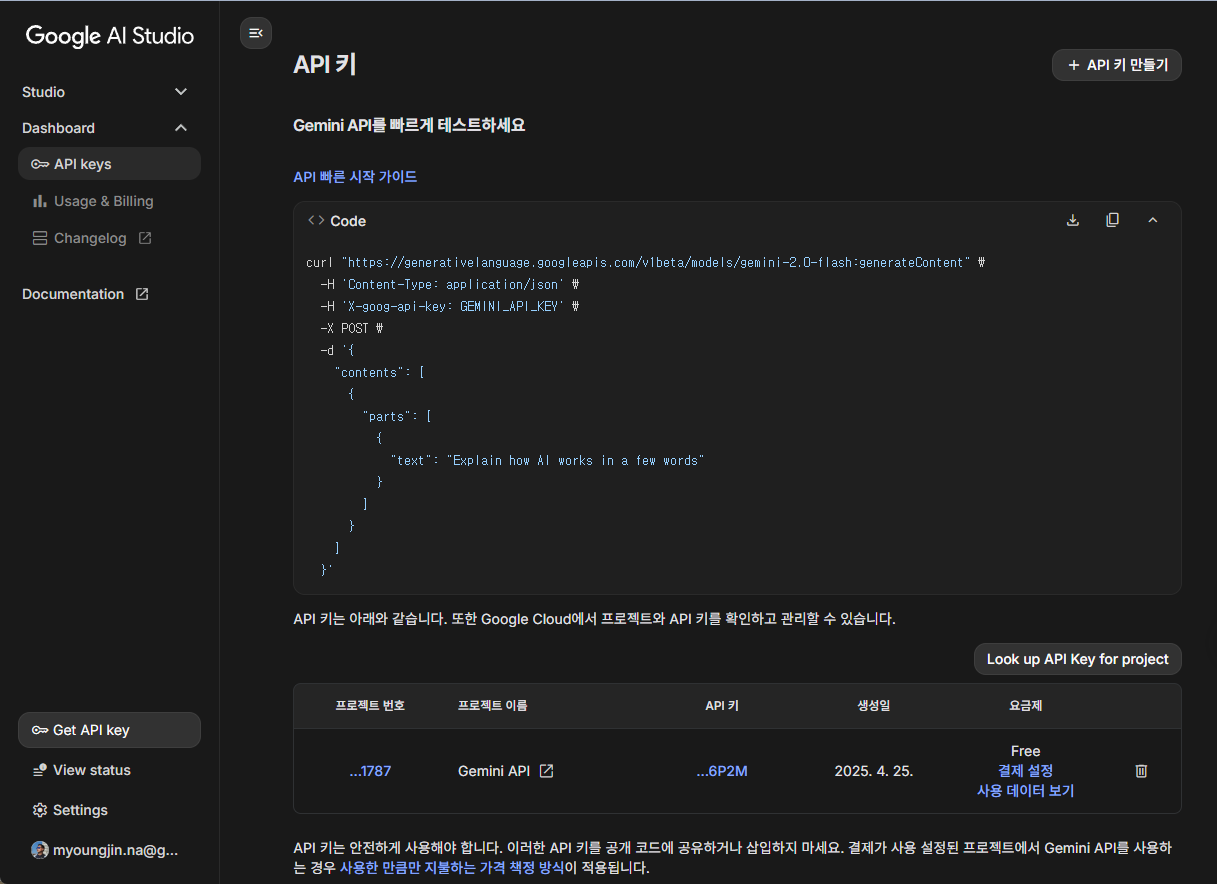 Google AI Studio
Studio
Dashboard
API keys
Usage & Billing
Changelog
Documentation
Get API key
View status
Settings
myoungjin.na@g...
API 키
+ API 키 만들기
Gemini API를 빠르게 테스트하세요
API 빠른 시작 가이드
<> Code
curl "https://generativelanguage.googleapis.com/v1beta/models/gemini-2.0-flash:generateContent" ₩
-H 'Content-Type: application/json' ₩
-H 'X-goog-api-key: GEMINI_API_KEY' ₩
-X POST ₩
-d '{
"contents": [
{
"parts": [
{
"text": "Explain how AI works in a few words"
}
]
}
]
}'
API 키는 아래와 같습니다. 또한 Google Cloud에서 프로젝트와 API 키를 확인하고 관리할 수 있습니다.
Look up API Key for project
프로젝트 번호 프로젝트 이름 API 키 생성일 요금제
...1787 Gemini API ...6P2M 2025. 4. 25. Free
결제 설정
사용 데이터 보기
API 키는 안전하게 사용해야 합니다. 이러한 API 키를 공개 코드에 공유하거나 삽입하지 마세요. 결제가 사용 설정된 프로젝트에서 Gemini API를 사용하
는 경우 사용한 만큼만 지불하는 가격 책정 방식이 적용됩니다.